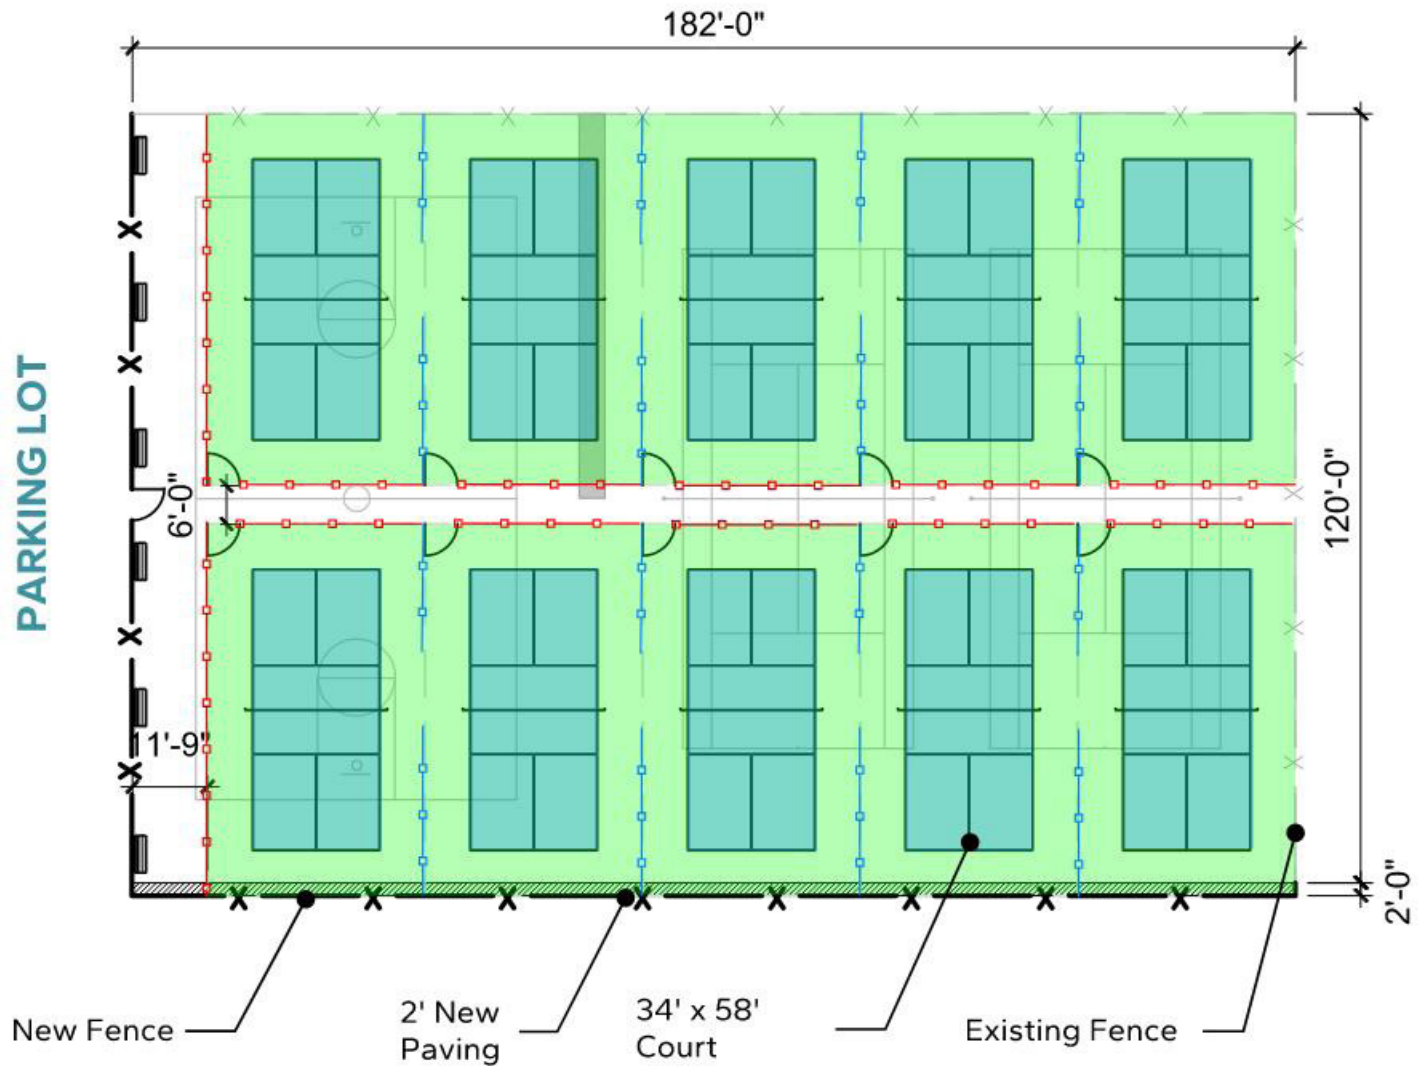 182'-0"
PARKING LOT
6'-0"
120'-0"
11'-9"
2'-0"
New Fence
2' New
Paving
34' x 58'
Court
Existing Fence